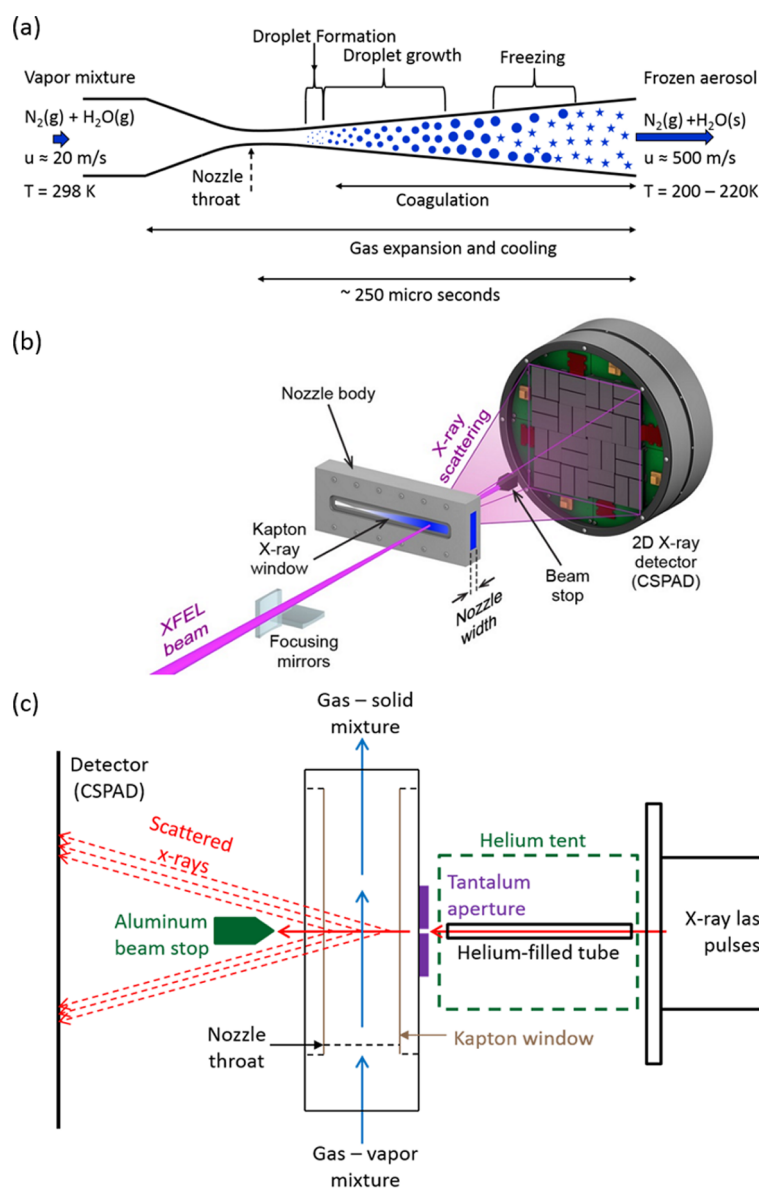 (a)
Droplet Formation
Droplet growth
Freezing
Vapor mixture
Frozen aerosol
N₂(g) + H₂O(g)
N₂(g) +H₂O(s)
u ≈ 20 m/s
u ≈ 500 m/s
T = 298 K
Nozzle
throat
Coagulation
T = 200 – 220K
Gas expansion and cooling
~ 250 micro seconds
(b)
Nozzle body
X-ray
scattering
Kapton
X-ray
window
2D X-ray
detector
(CSPAD)
Beam
stop
Nozzle
width
XFEL
beam
Focusing
mirrors
(c)
Gas – solid
mixture
Detector
(CSPAD)
Scattered
x-rays
Helium tent
Tantalum
aperture
Aluminum
beam stop
X-ray las
pulses
Helium-filled tube
Nozzle
throat
Kapton window
Gas – vapor
mixture